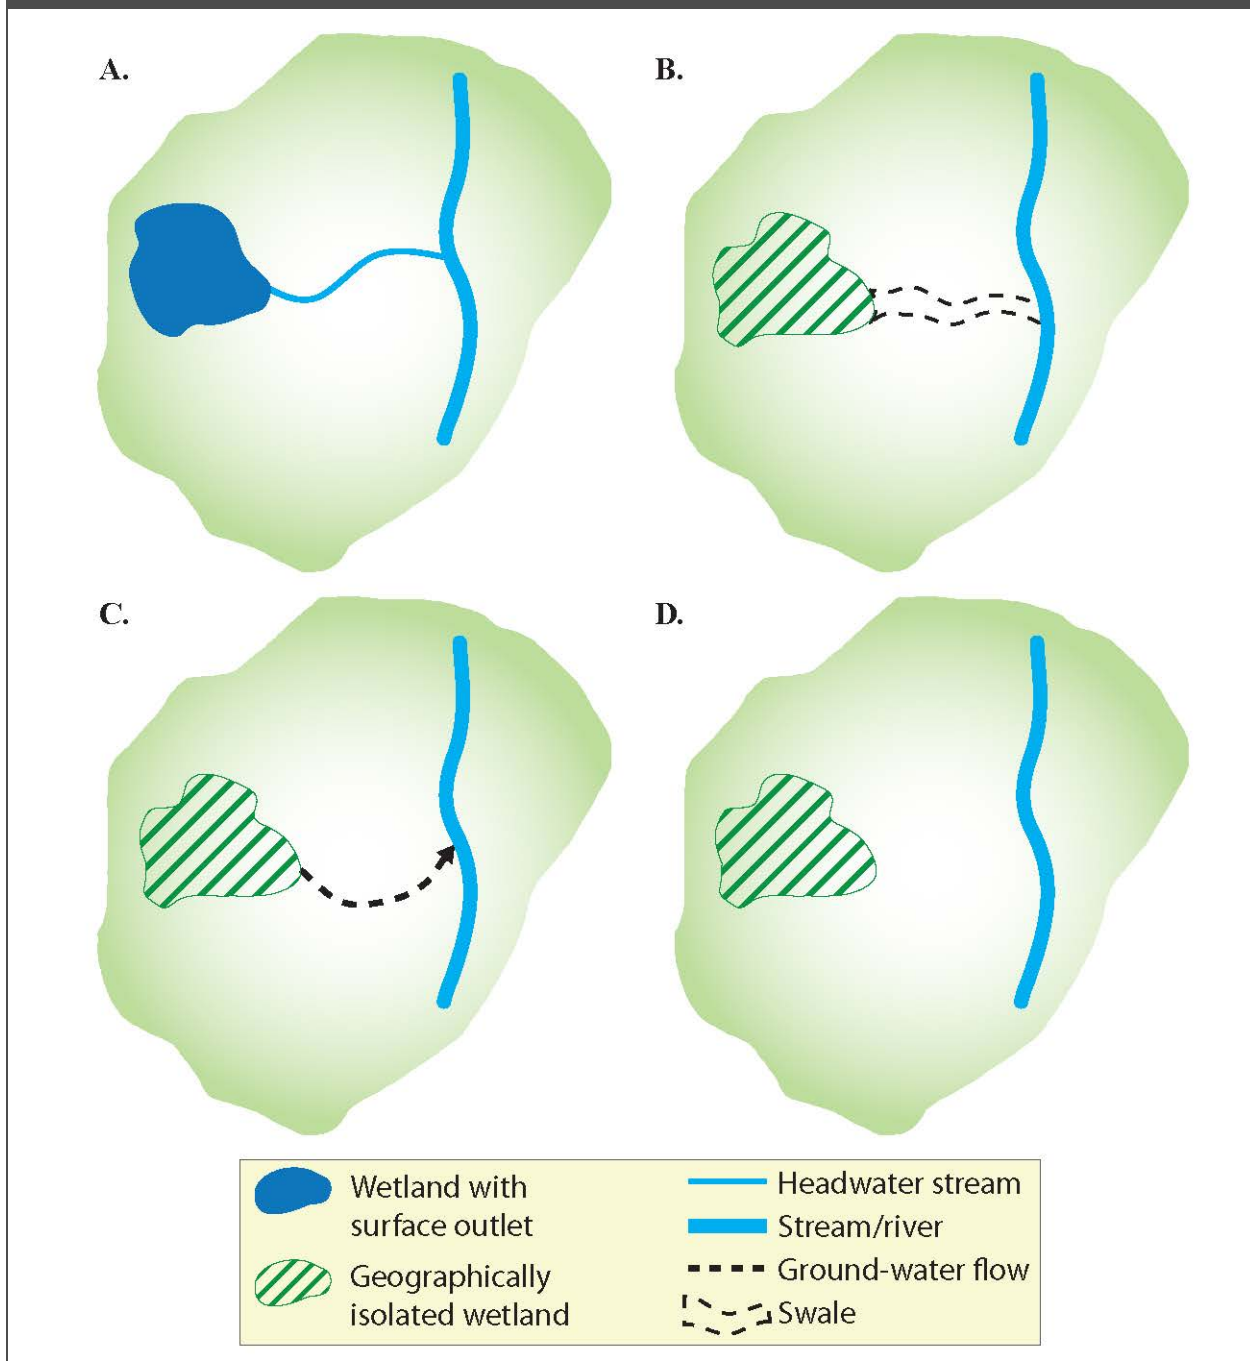 A.
B.
C.
D.
Wetland with
surface outlet
Geographically
isolated wetland
Headwater stream
Stream/river
Ground-water flow
Swale